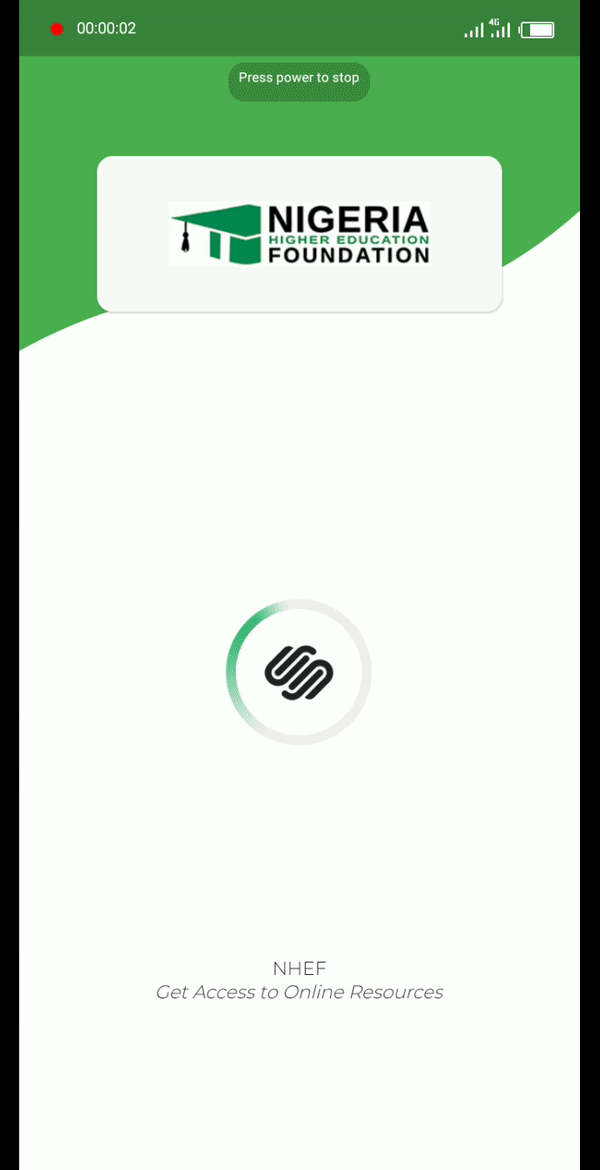 00:00:02
4G
Press power to stop
NIGERIA
HIGHER EDUCATION
FOUNDATION
NHEF
Get Access to Online Resources